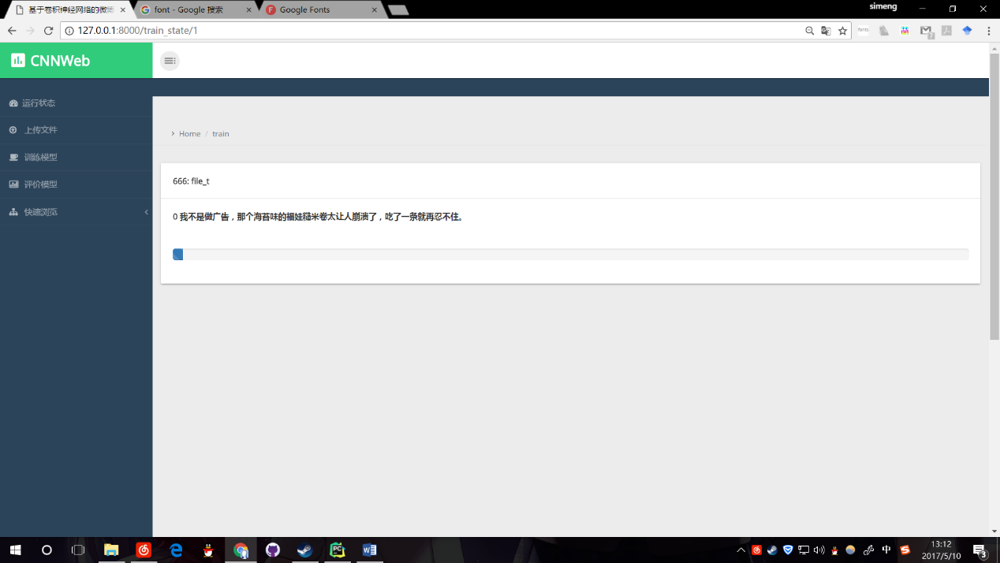 simeng
基于卷积神经网络的微博
font - Google 搜索
Google Fonts
127.0.0.1:8000/train_state/1
fonts
7
CNNWeb
运行状态
上传文件
训练模型
评价模型
快速浏览
Home / train
666: file_t
0 我不是做广告，那个海苔味的福娃糙米卷太让人崩溃了，吃了一条就再忍不住。
PC
中
13:12
2017/5/10
3